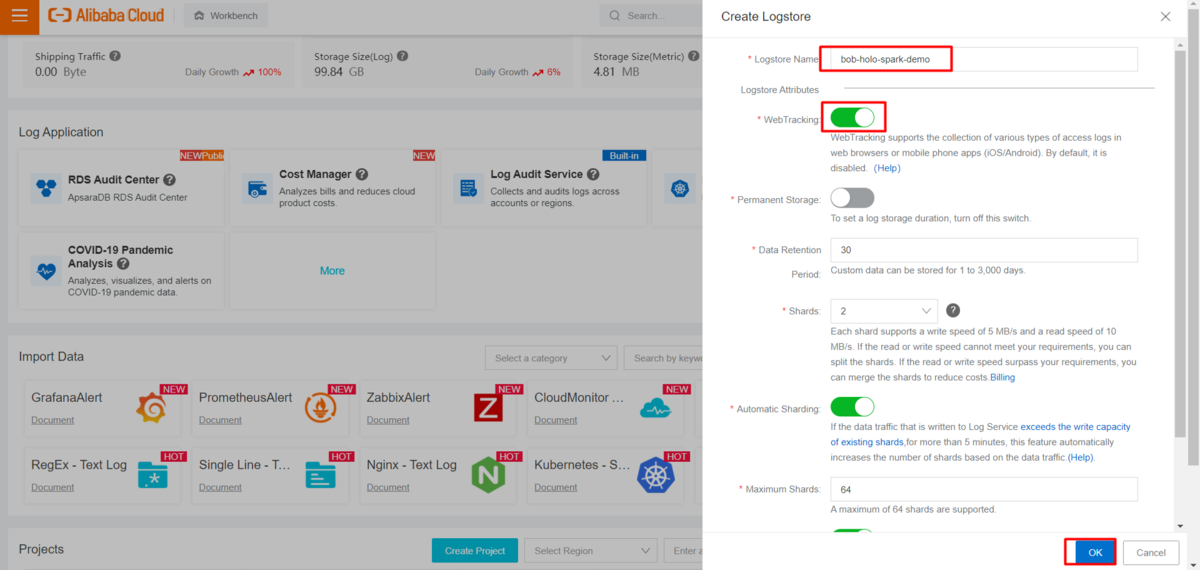 Alibaba Cloud
Workbench
Search...
Shipping Traffic
0.00 Byte
Daily Growth 100%
Storage Size(Log)
99.84 GB
Daily Growth 6%
Storage Size(Metric)
4.81 MB
Log Application
NEW Publi
RDS Audit Center
ApsaraDB RDS Audit Center
NEW
Cost Manager
Analyzes bills and reduces cloud
product costs.
Built-in
Log Audit Service
Collects and audits logs across
accounts or regions.
COVID-19 Pandemic
Analysis
Analyzes, visualizes, and alerts on
COVID-19 pandemic data.
More
Import Data
Select a category
Search by keyw
GrafanaAlert
NEW
Document
PrometheusAlert
NEW
Document
ZabbixAlert
NEW
Document
CloudMonitor ...
NEW
Document
RegEx - Text Log
HOT
Document
Single Line - T...
HOT
Document
Nginx - Text Log
HOT
Document
Kubernetes - S...
HOT
Document
Projects
Create Project
Select Region
Enter a
Create Logstore
* Logstore Name:
bob-holo-spark-demo
Logstore Attributes
* WebTracking:
WebTracking supports the collection of various types of access logs in
web browsers or mobile phone apps (iOS/Android). By default, it is
disabled. (Help)
* Permanent Storage:
To set a log storage duration, turn off this switch.
* Data Retention
Period:
30
Custom data can be stored for 1 to 3,000 days.
* Shards:
2
Each shard supports a write speed of 5 MB/s and a read speed of 10
MB/s. If the read or write speed cannot meet your requirements, you can
split the shards. If the read or write speed surpass your requirements, you
can merge the shards to reduce costs.Billing
* Automatic Sharding:
If the data traffic that is written to Log Service exceeds the write capacity
of existing shards,for more than 5 minutes, this feature automatically
increases the number of shards based on the data traffic.(Help).
* Maximum Shards:
64
A maximum of 64 shards are supported.
OK
Cancel